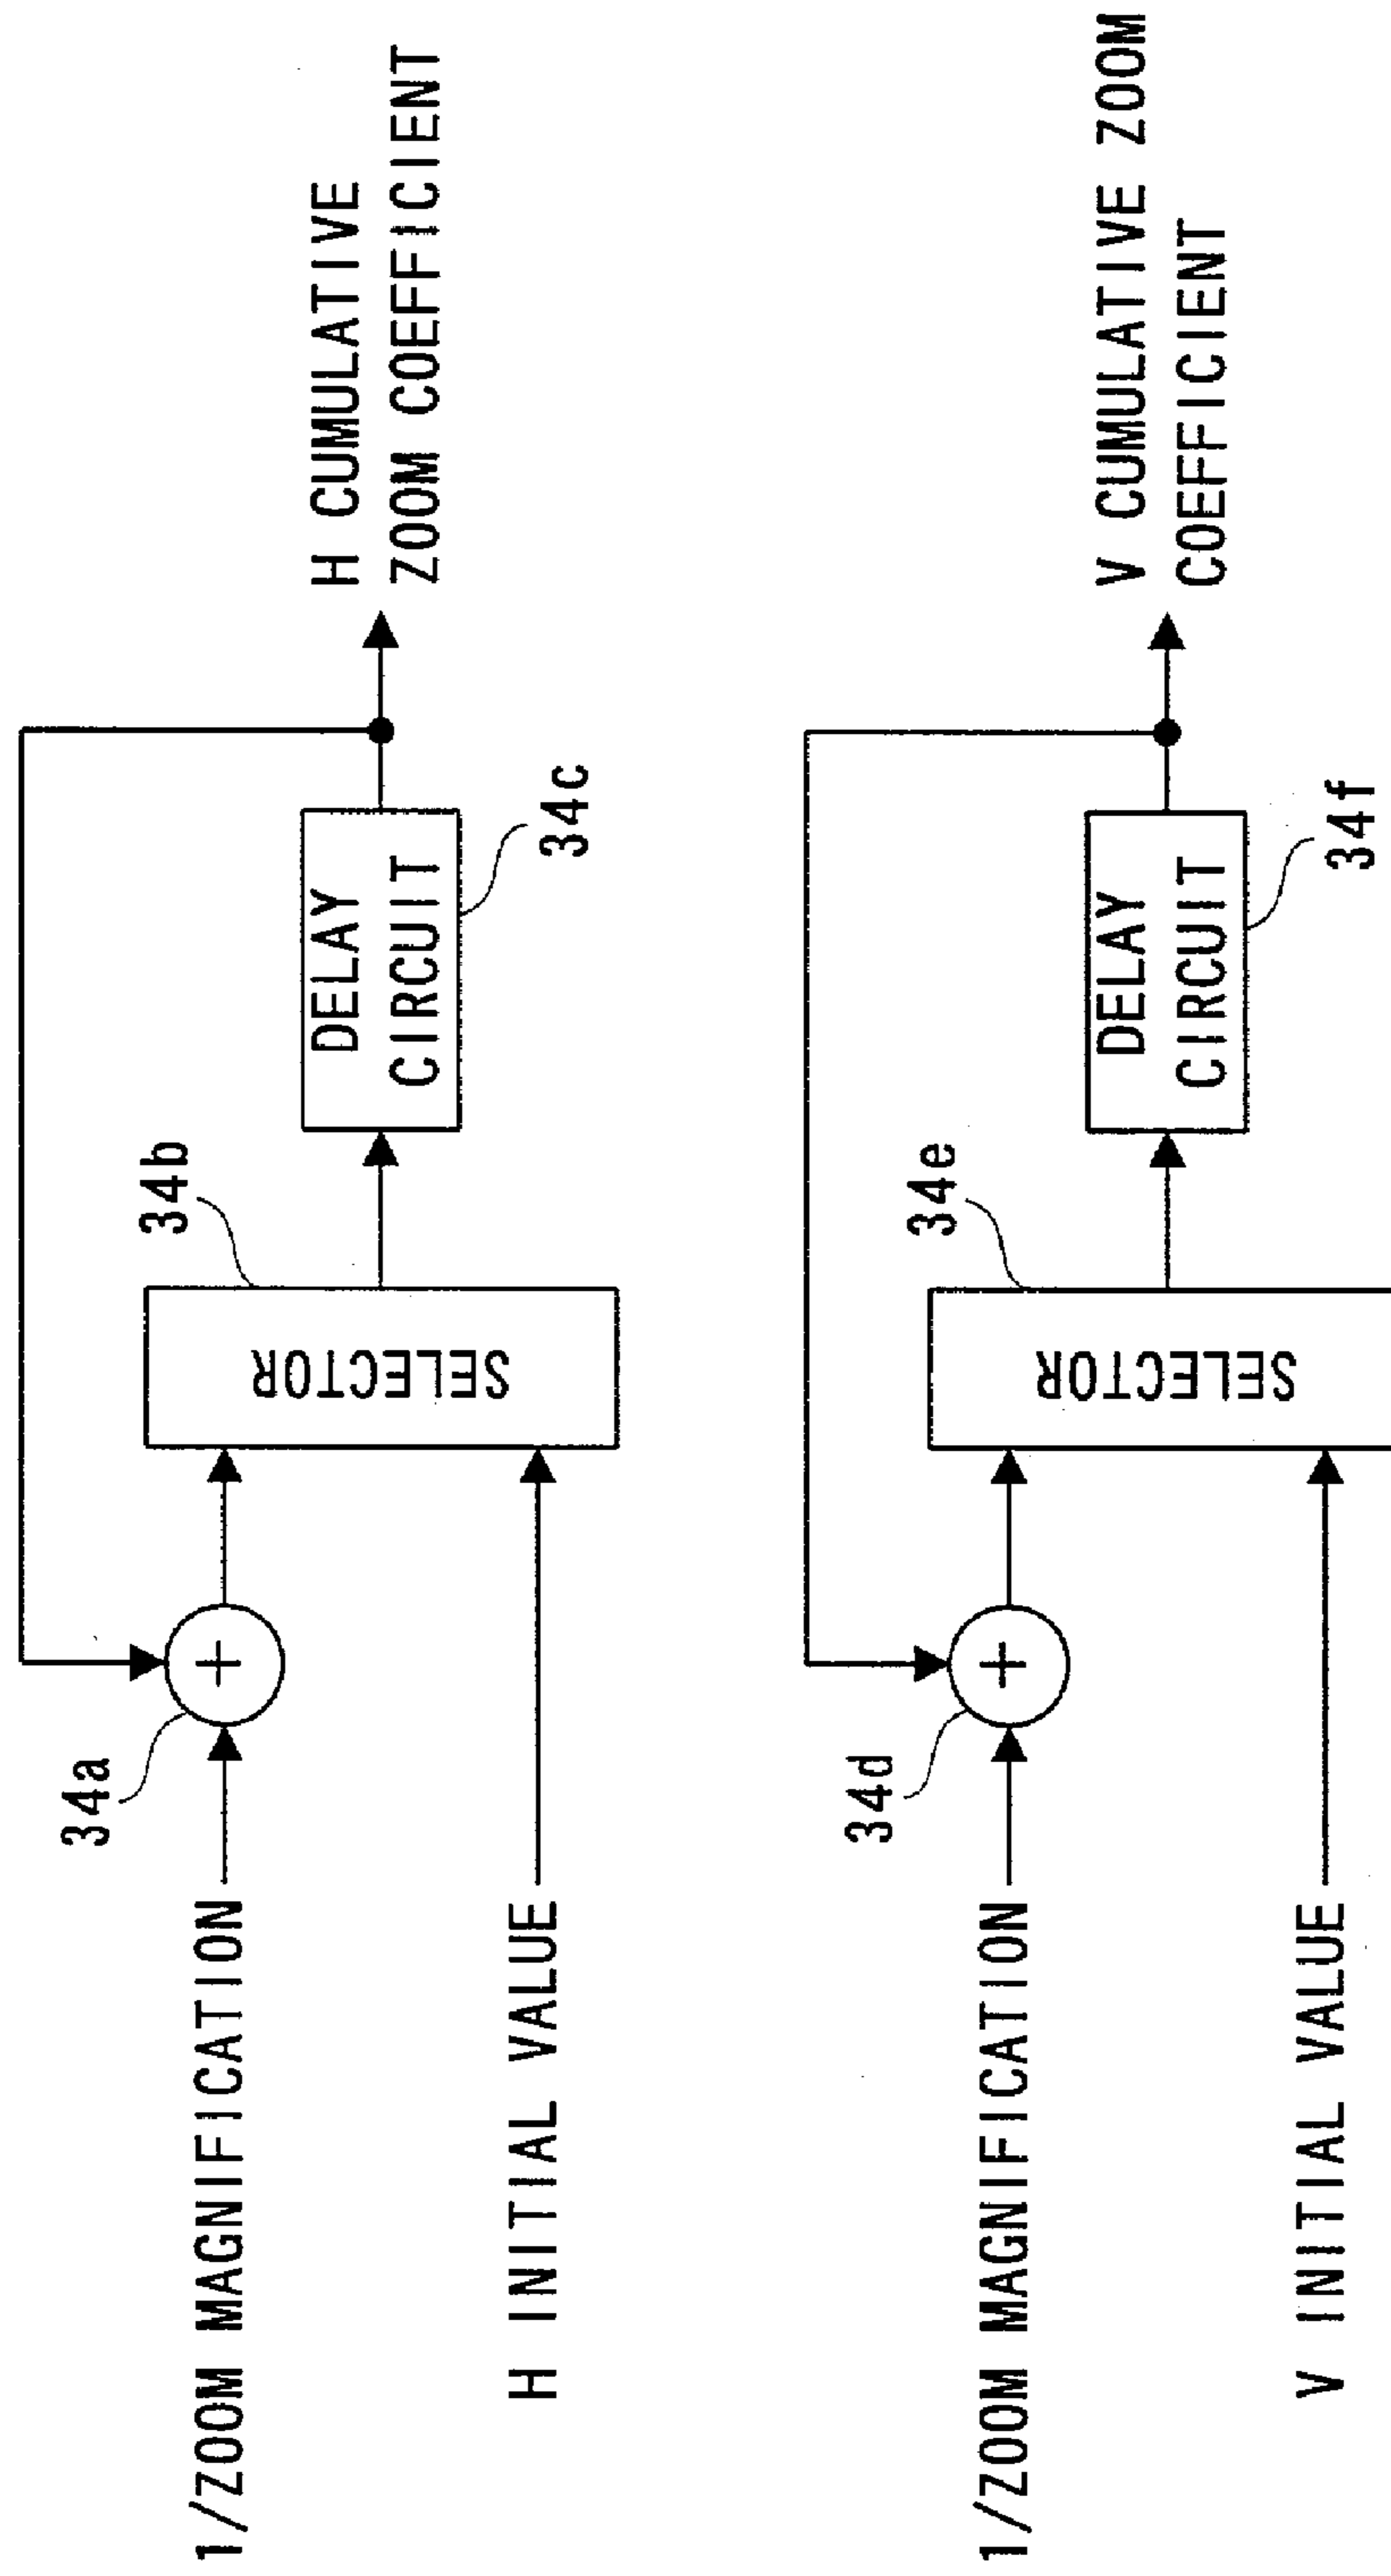 34a
1/ZOOM MAGNIFICATION
H INITIAL VALUE
34b
SELECTOR
DELAY
CIRCUIT
34c
H CUMULATIVE
ZOOM COEFFICIENT
34d
1/ZOOM MAGNIFICATION
V INITIAL VALUE
34e
SELECTOR
DELAY
CIRCUIT
34f
V CUMULATIVE ZOOM
COEFFICIENT